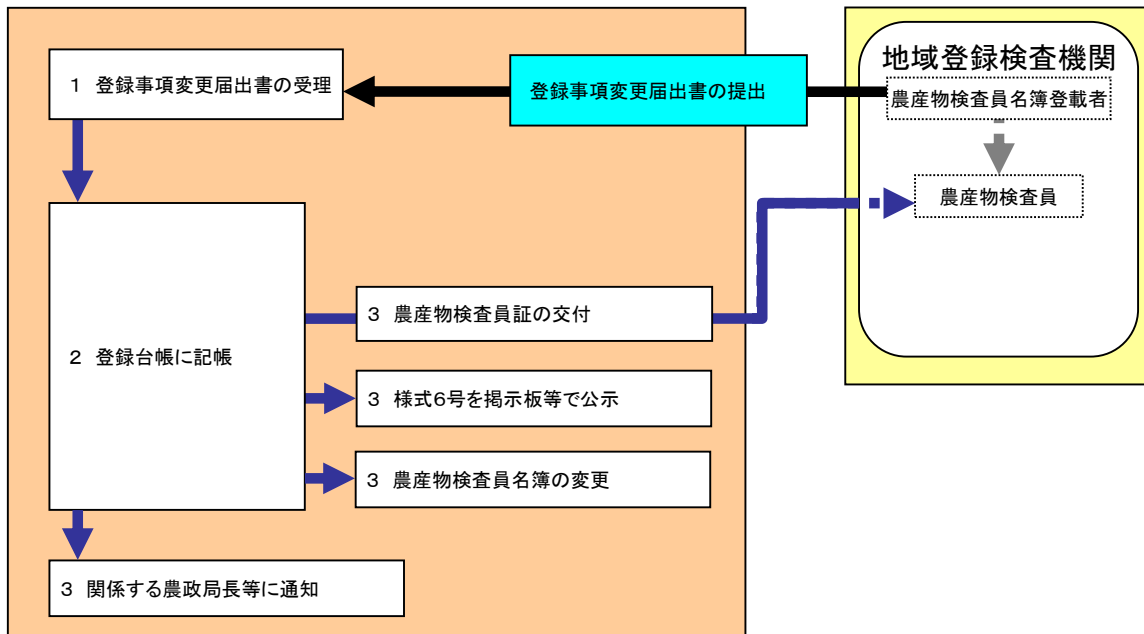 地域登録検査機関
1 登録事項変更届出書の受理
登録事項変更届出書の提出
農産物検査員名簿登載者
農産物検査員
3 農産物検査員証の交付
2 登録台帳に記帳
3 様式6号を掲示板等で公示
3 農産物検査員名簿の変更
3 関係する農政局長等に通知